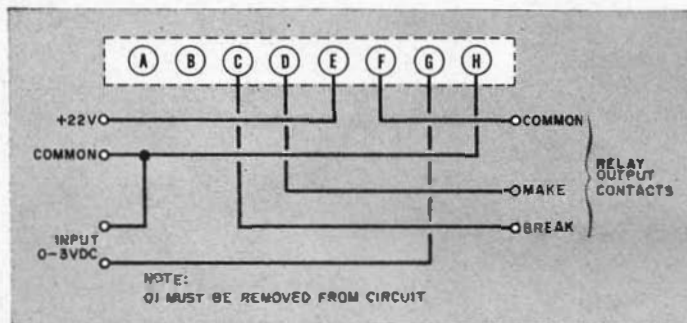 A B C D E F G H
+22V
COMMON
COMMON
RELAY
OUTPUT
CONTACTS
MAKE
BREAK
INPUT
0-3VDC
NOTE:
Q1 MUST BE REMOVED FROM CIRCUIT